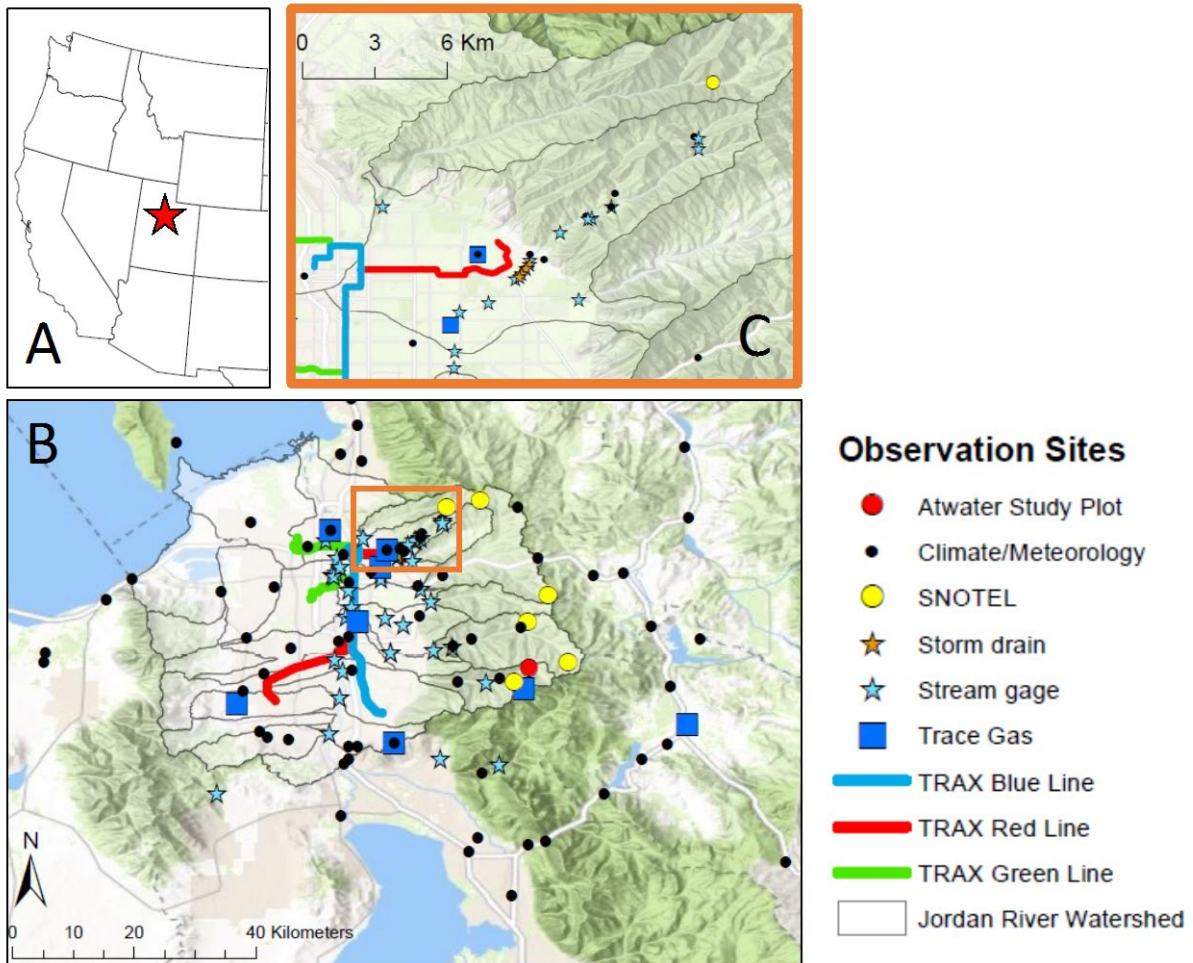 A
0 3 6 Km
C
B
N
0 10 20 40 Kilometers
Observation Sites
Atwater Study Plot
Climate/Meteorology
SNOTEL
Storm drain
Stream gage
Trace Gas
TRAX Blue Line
TRAX Red Line
TRAX Green Line
Jordan River Watershed